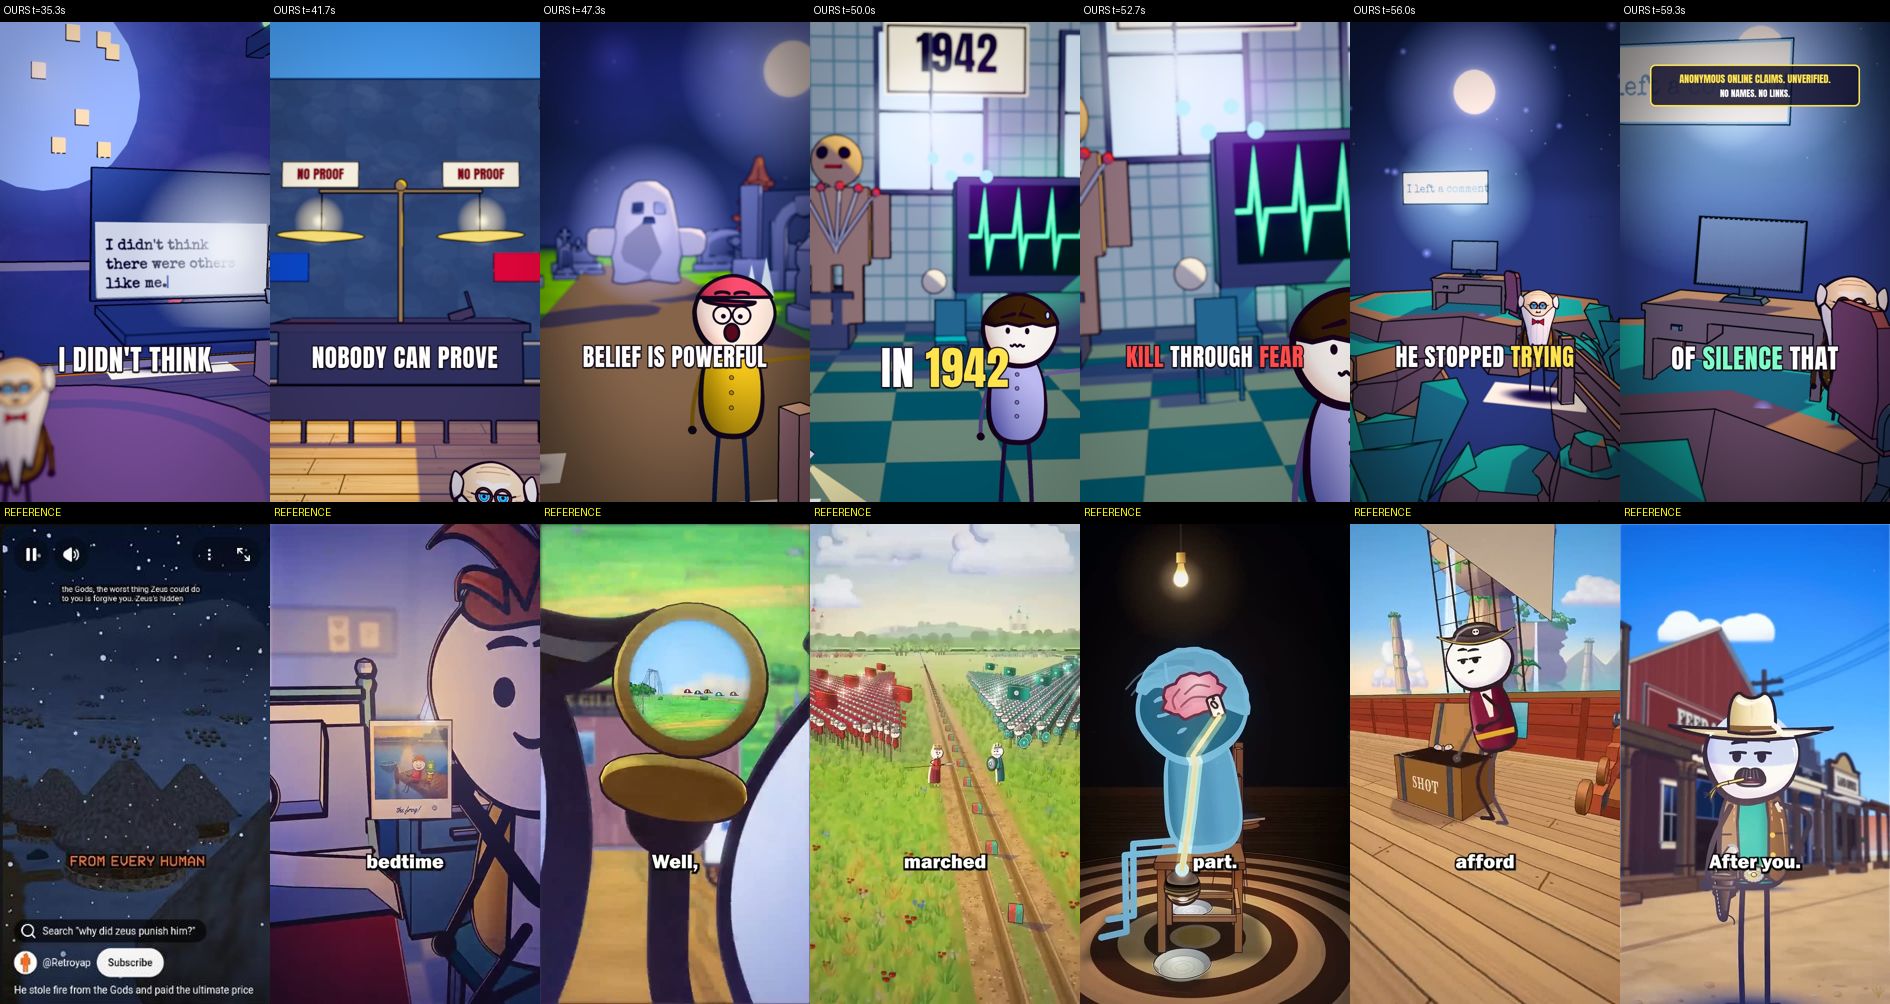 OURS t=35.3s
OURS t=41.7s
OURS t=47.3s
OURS t=50.0s
OURS t=52.7s
OURS t=56.0s
OURS t=59.3s
I didn't think
there were others
like me.
I DIDN'T THINK
NO PROOF
NO PROOF
NOBODY CAN PROVE
BELIEF IS POWERFUL
1942
IN 1942
KILL THROUGH FEAR
I left a comment
HE STOPPED TRYING
left a co
ANONYMOUS ONLINE CLAIMS. UNVERIFIED.
NO NAMES. NO LINKS.
OF SILENCE THAT
REFERENCE
REFERENCE
REFERENCE
REFERENCE
REFERENCE
REFERENCE
REFERENCE
the Gods, the worst thing Zeus could do
to you is forgive you. Zeus's hidden
FROM EVERY HUMAN
Search "why did zeus punish him?"
@Retroyap
Subscribe
He stole fire from the Gods and paid the ultimate price
the frog!
bedtime
Well,
marched
part.
SHOT
afford
FEED
After you.